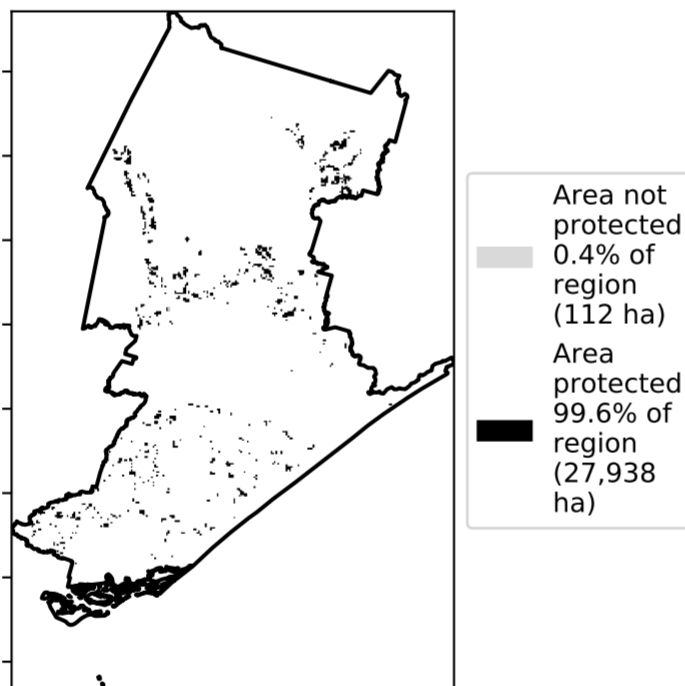 Area not
protected
0.4% of
region
(112 ha)
Area
protected
99.6% of
region
(27,938
ha)